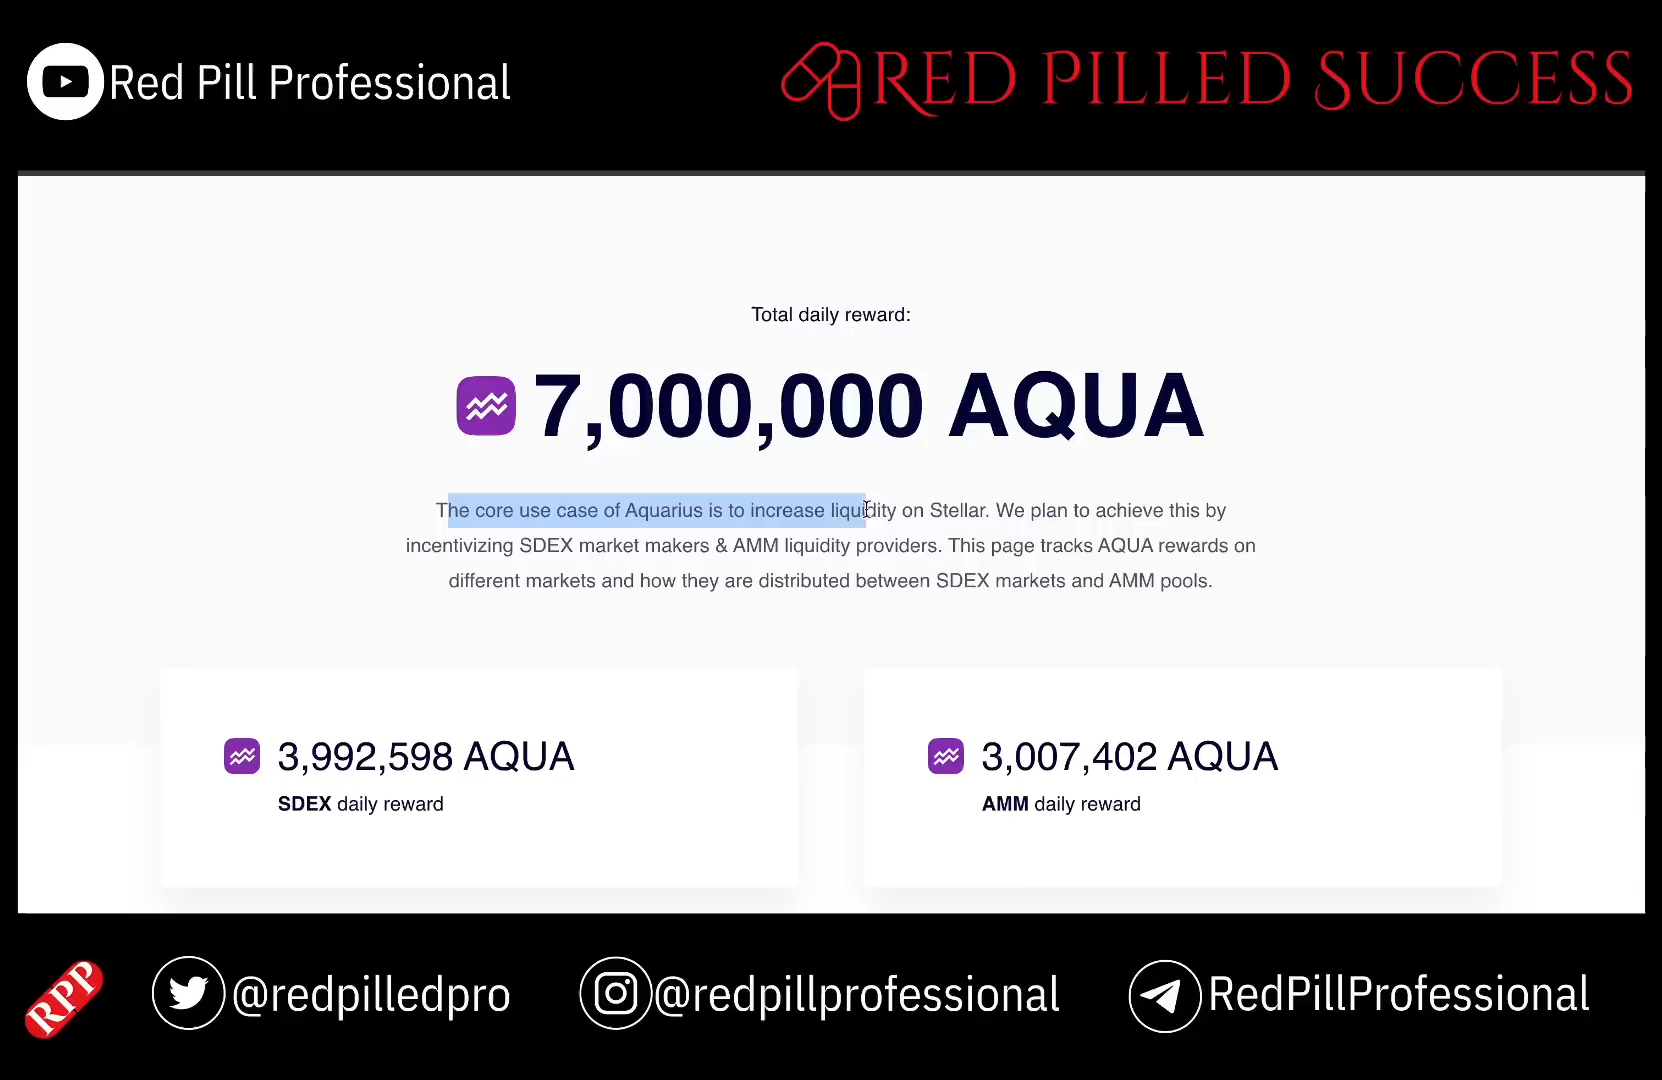 Red Pill Professional
RED PILLED SUCCESS
Total daily reward:
7,000,000 AQUA
The core use case of Aquarius is to increase liquidity on Stellar. We plan to achieve this by
incentivizing SDEX market makers & AMM liquidity providers. This page tracks AQUA rewards on
different markets and how they are distributed between SDEX markets and AMM pools.
3,992,598 AQUA
SDEX daily reward
3,007,402 AQUA
AMM daily reward
RPP
@redpilledpro
@redpillprofessional
RedPillProfessional